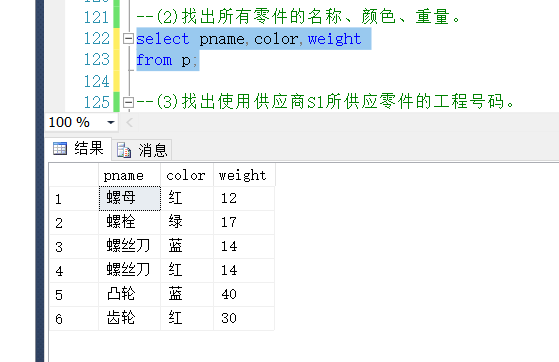 121 --(2)找出所有零件的名称、颜色、重量。
122 select pname,color,weight
123 from p;
124
125 --(3)找出使用供应商S1所供应零件的工程号码。
100 %
结果 消息
pname color weight
1 螺母 红 12
2 螺栓 绿 17
3 螺丝刀 蓝 14
4 螺丝刀 红 14
5 凸轮 蓝 40
6 齿轮 红 30